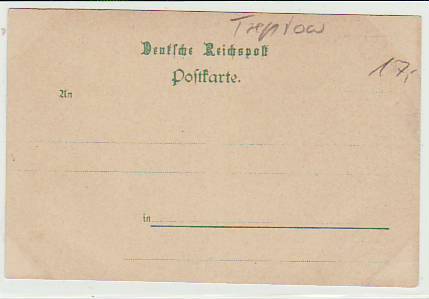 Treptow
Deutsche Reichspost
Postkarte.
17,-
An
in